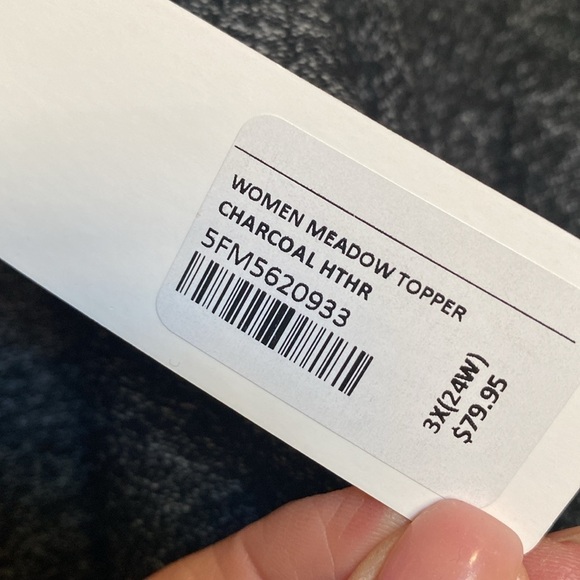 WOMEN MEADOW TOPPER
CHARCOAL HTHR
5FM5620933
3X(24W)
$79.95